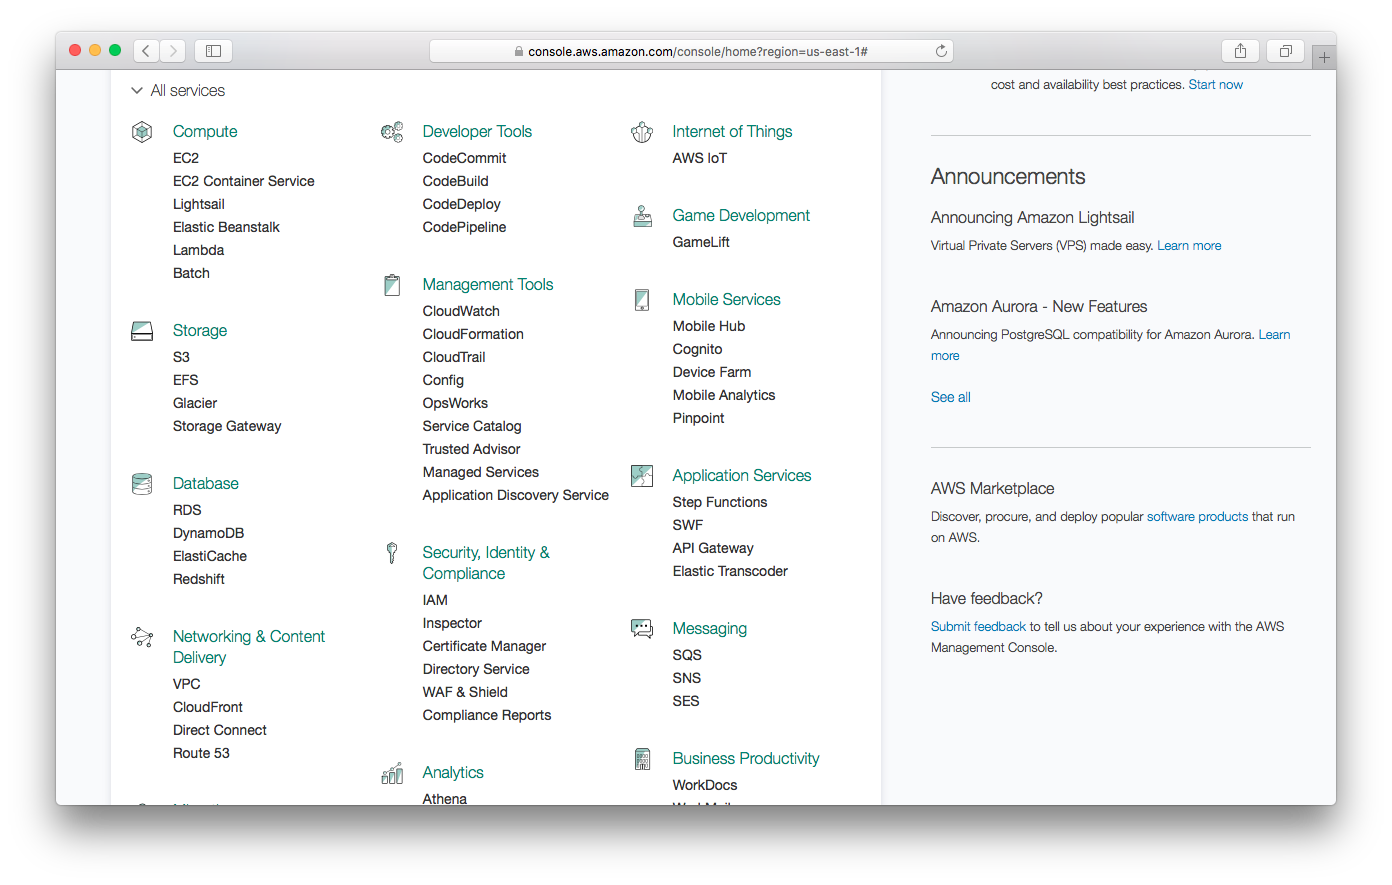 console.aws.amazon.com/console/home?region=us-east-1#
All services
Compute
EC2
EC2 Container Service
Lightsail
Elastic Beanstalk
Lambda
Batch
Storage
S3
EFS
Glacier
Storage Gateway
Database
RDS
DynamoDB
ElastiCache
Redshift
Networking & Content
Delivery
VPC
CloudFront
Direct Connect
Route 53
Developer Tools
CodeCommit
CodeBuild
CodeDeploy
CodePipeline
Management Tools
CloudWatch
CloudFormation
CloudTrail
Config
OpsWorks
Service Catalog
Trusted Advisor
Managed Services
Application Discovery Service
Security, Identity &
Compliance
IAM
Inspector
Certificate Manager
Directory Service
WAF & Shield
Compliance Reports
Analytics
Athena
Internet of Things
AWS IoT
Game Development
GameLift
Mobile Services
Mobile Hub
Cognito
Device Farm
Mobile Analytics
Pinpoint
Application Services
Step Functions
SWF
API Gateway
Elastic Transcoder
Messaging
SQS
SNS
SES
Business Productivity
WorkDocs
cost and availability best practices. Start now
Announcements
Announcing Amazon Lightsail
Virtual Private Servers (VPS) made easy. Learn more
Amazon Aurora - New Features
Announcing PostgreSQL compatibility for Amazon Aurora. Learn
more
See all
AWS Marketplace
Discover, procure, and deploy popular software products that run
on AWS.
Have feedback?
Submit feedback to tell us about your experience with the AWS
Management Console.